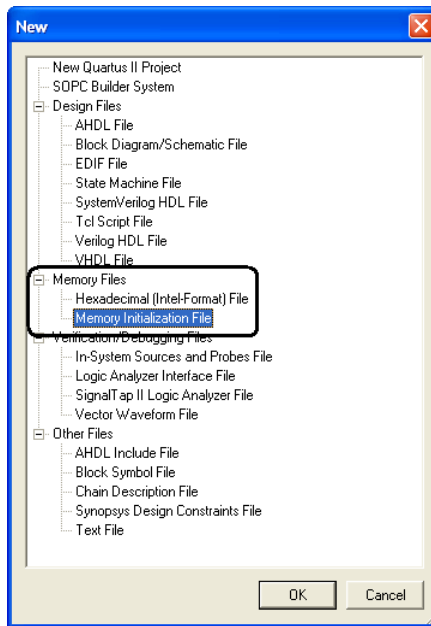 New
New Quartus II Project
SOPC Builder System
Design Files
AHDL File
Block Diagram/Schematic File
EDIF File
State Machine File
SystemVerilog HDL File
Tcl Script File
Verilog HDL File
VHDL File
Memory Files
Hexadecimal (Intel-Format) File
Memory Initialization File
Verification/Debugging Files
In-System Sources and Probes File
Logic Analyzer Interface File
SignalTap II Logic Analyzer File
Vector Waveform File
Other Files
AHDL Include File
Block Symbol File
Chain Description File
Synopsys Design Constraints File
Text File
OK Cancel